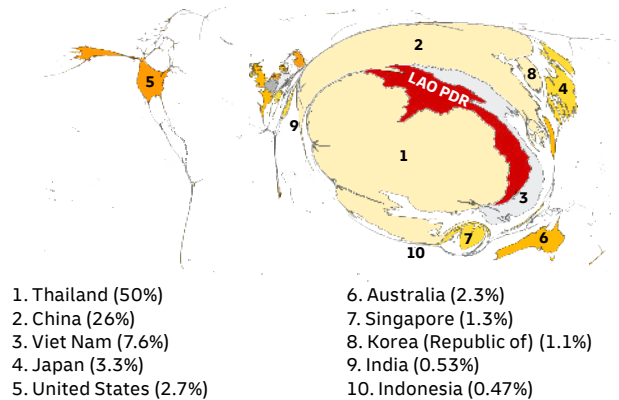 2
8
LAO PDR
4
5
9
1
3
7
6
10
1. Thailand (50%)
2. China (26%)
3. Viet Nam (7.6%)
4. Japan (3.3%)
5. United States (2.7%)
6. Australia (2.3%)
7. Singapore (1.3%)
8. Korea (Republic of) (1.1%)
9. India (0.53%)
10. Indonesia (0.47%)